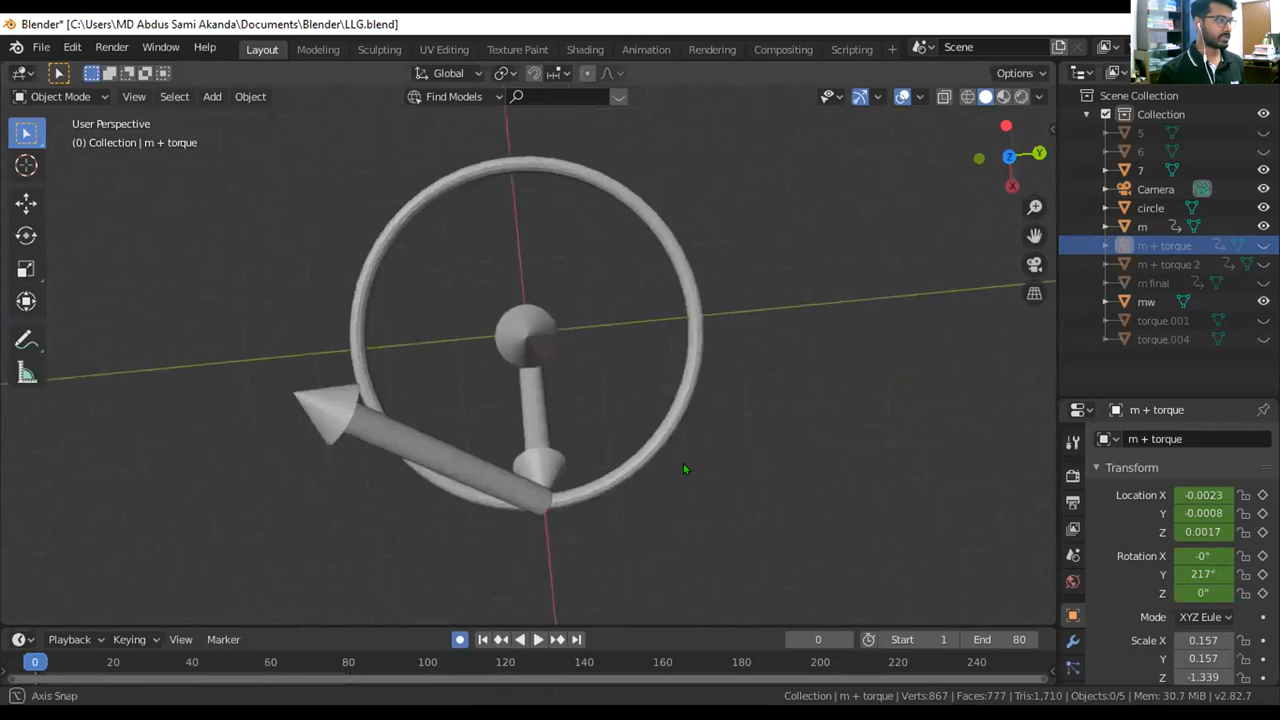 Blender* [C:\Users\MD Abdus Sami Akanda\Documents\Blender\LLG.blend]
File Edit Render Window Help Layout Modeling Sculpting UV Editing Texture Paint Shading Animation Rendering Compositing Scripting + Scene
Global Options
Object Mode View Select Add Object Find Models
User Perspective
(0) Collection | m + torque
X
Y
Z
Scene Collection
Collection
5
6
7
Camera
circle
m
m + torque
m + torque 2
m final
mw
torque.001
torque.004
m + torque
m + torque
Transform
Location X -0.0023
Y -0.0008
Z 0.0017
Rotation X -0°
Y 217°
Z 0°
Mode XYZ Eule
Scale X 0.157
Y 0.157
Z -1.339
Playback Keying View Marker 0 Start 1 End 80
0 20 40 60 80 100 120 140 160 180 200 220 240
Axis Snap Collection | m + torque | Verts:867 | Faces:777 | Tris:1,710 | Objects:0/5 | Mem: 30.7 MiB | v2.82.7